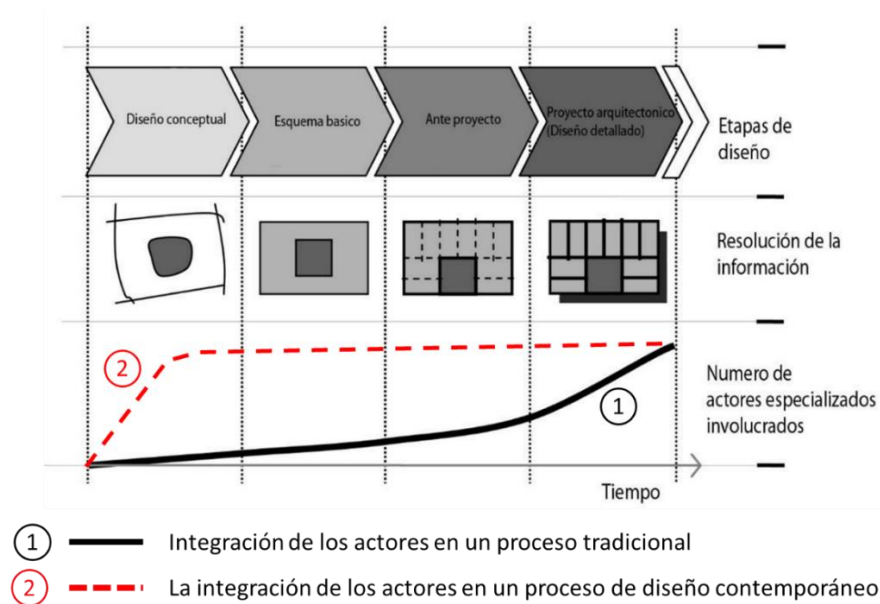 Diseño conceptual
Esquema basico
Ante proyecto
Proyecto arquitectonico
(Diseño detallado)
Etapas de
diseño
Resolución de la
información
2
1
Numero de
actores especializados
involucrados
Tiempo
1 Integración de los actores en un proceso tradicional
2 La integración de los actores en un proceso de diseño contemporáneo